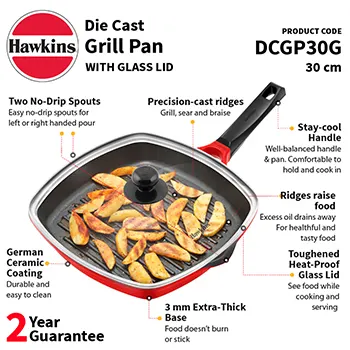 Hawkins
Die Cast
Grill Pan
WITH GLASS LID
PRODUCT CODE
DCGP30G
30 cm
Two No-Drip Spouts
Easy no-drip spouts for
left or right handed pour
Precision-cast ridges
Grill, sear and braise
Stay-cool
Handle
Well-balanced handle
& pan. Comfortable to
hold and cook in
Ridges raise
food
Excess oil drains away
For healthful and
tasty food
Toughened
Heat-Proof
Glass Lid
See food while
cooking and
serving
German
Ceramic
Coating
Durable and
easy to clean
3 mm Extra-Thick
Base
Food doesn't burn
or stick
2 Year
Guarantee